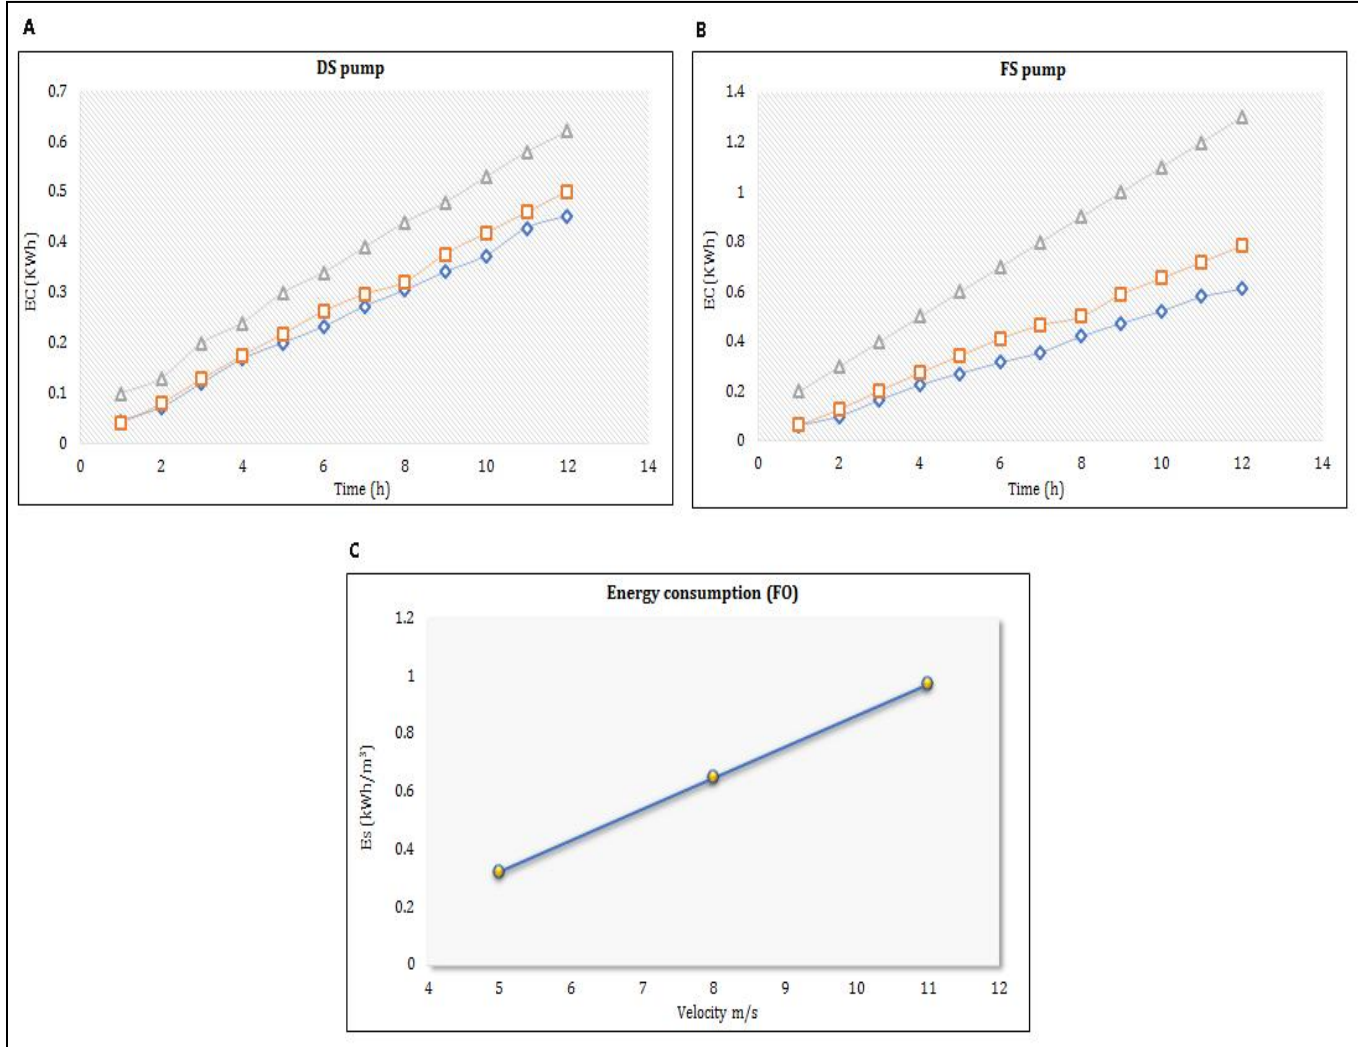 A
DS pump
0.7
0.6
0.5
0.4
0.3
0.2
0.1
0
EC (KWh)
0 2 4 6 8 10 12 14
Time (h)
B
FS pump
1.4
1.2
1
0.8
0.6
0.4
0.2
0
EC (KWh)
0 2 4 6 8 10 12 14
Time (h)
C
Energy consumption (FO)
1.2
1
0.8
0.6
0.4
0.2
0
Es (kWh/m³)
4 5 6 7 8 9 10 11 12
Velocity m/s